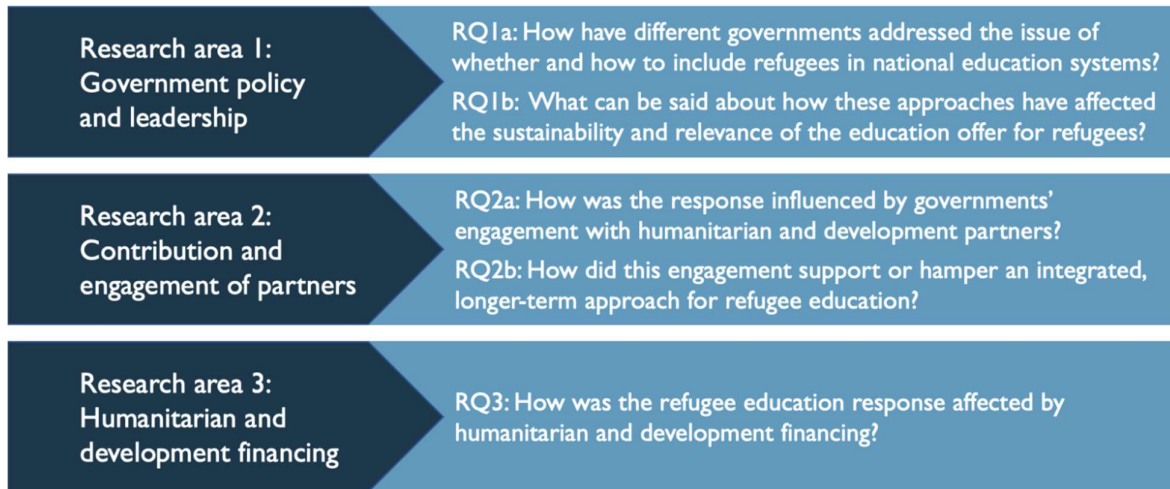 Research area 1:
Government policy
and leadership
RQ1a: How have different governments addressed the issue of
whether and how to include refugees in national education systems?
RQ1b: What can be said about how these approaches have affected
the sustainability and relevance of the education offer for refugees?
Research area 2:
Contribution and
engagement of partners
RQ2a: How was the response influenced by governments'
engagement with humanitarian and development partners?
RQ2b: How did this engagement support or hamper an integrated,
longer-term approach for refugee education?
Research area 3:
Humanitarian and
development financing
RQ3: How was the refugee education response affected by
humanitarian and development financing?